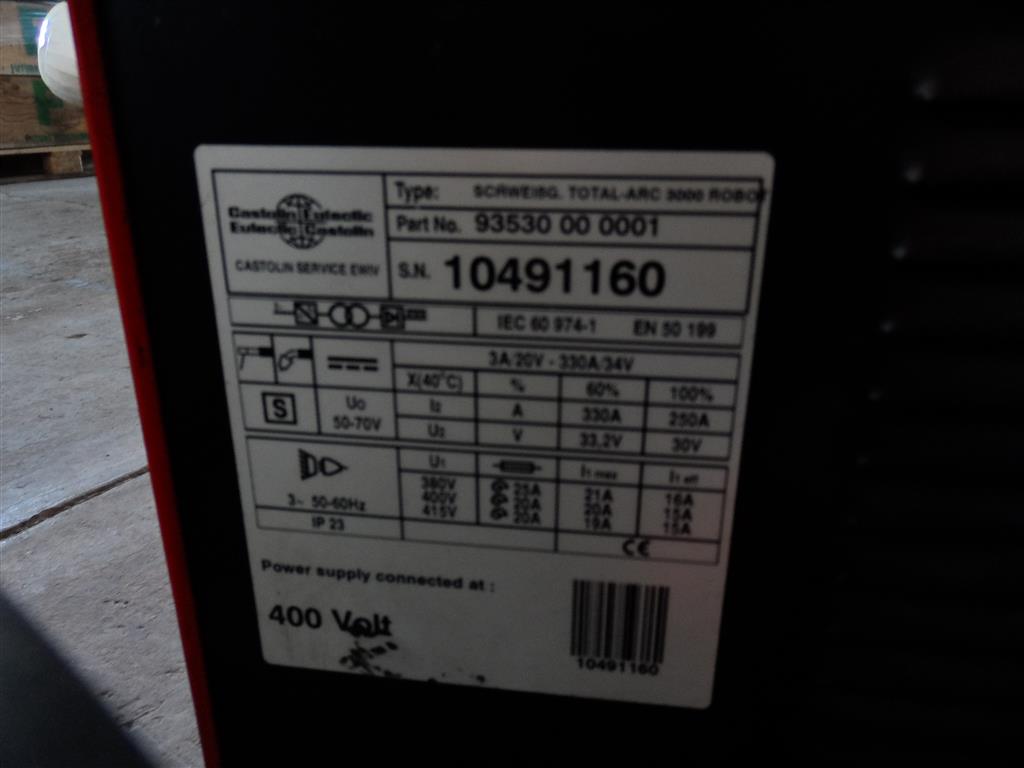 Castolin Eutectic
Eutectic Castolin
CASTOLIN SERVICE EWIV
Type: SCRWEIßG. TOTAL-ARC 3000 ROBOT
Part No. 93530 00 0001
S.N. 10491160
IEC 60 974-1 EN 50 199
3A/20V - 330A/34V
X(40°C) % 60% 100%
S
U0
50-70V
I2 A 330A 250A
U2 V 33,2V 30V
U1 I1 max I1 eff
380V 25A 21A 16A
400V 20A 20A 15A
415V 20A 19A 15A
3~ 50-60Hz
IP 23
CE
Power supply connected at :
400 Volt
10491160